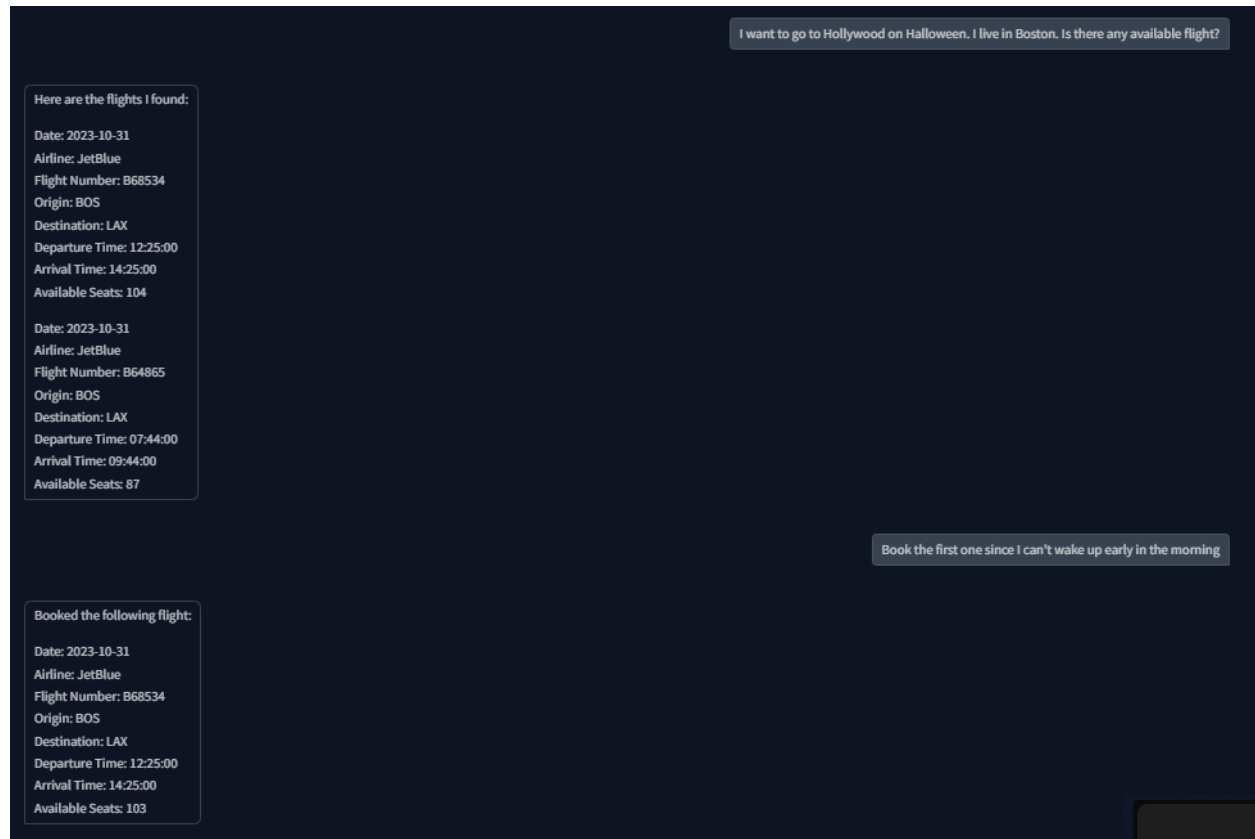 I want to go to Hollywood on Halloween. I live in Boston. Is there any available flight?
Here are the flights I found:
Date: 2023-10-31
Airline: JetBlue
Flight Number: B68534
Origin: BOS
Destination: LAX
Departure Time: 12:25:00
Arrival Time: 14:25:00
Available Seats: 104
Date: 2023-10-31
Airline: JetBlue
Flight Number: B64865
Origin: BOS
Destination: LAX
Departure Time: 07:44:00
Arrival Time: 09:44:00
Available Seats: 87
Book the first one since I can't wake up early in the morning
Booked the following flight:
Date: 2023-10-31
Airline: JetBlue
Flight Number: B68534
Origin: BOS
Destination: LAX
Departure Time: 12:25:00
Arrival Time: 14:25:00
Available Seats: 103